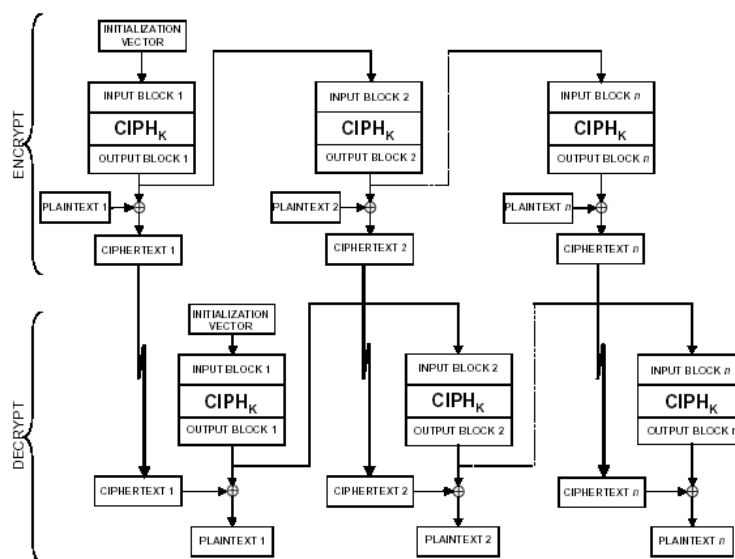 INITIALIZATION
VECTOR
INPUT BLOCK 1
INPUT BLOCK 2
INPUT BLOCK n
CIPHK
CIPHK
CIPHK
OUTPUT BLOCK 1
OUTPUT BLOCK 2
OUTPUT BLOCK n
ENCRYPT
PLAINTEXT 1
PLAINTEXT 2
PLAINTEXT n
CIPHERTEXT 1
CIPHERTEXT 2
CIPHERTEXT n
INITIALIZATION
VECTOR
INPUT BLOCK 1
INPUT BLOCK 2
INPUT BLOCK n
CIPHK
CIPHK
CIPHK
OUTPUT BLOCK 1
OUTPUT BLOCK 2
OUTPUT BLOCK n
DECRYPT
CIPHERTEXT 1
CIPHERTEXT 2
CIPHERTEXT n
PLAINTEXT 1
PLAINTEXT 2
PLAINTEXT n